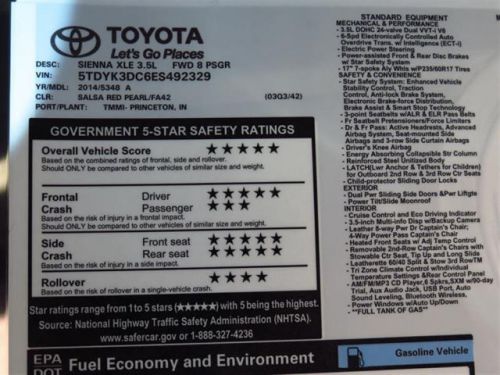 TOYOTA
Let's Go Places
DESC: SIENNA XLE 3.5L FWD 8 PSGR
VIN: 5TDYK3DC6ES492329
YR/MDL: 2014/5348 A
CLR: SALSA RED PEARL/FA42 (03Q3/42)
PORT/PLANT: TMMI- PRINCETON, IN
GOVERNMENT 5-STAR SAFETY RATINGS
Overall Vehicle Score ★★★★★
Based on the combined ratings of frontal, side and rollover.
Should ONLY be compared to other vehicles of similar size and weight.
Frontal Driver ★★★★★
Crash Passenger ★★★
Based on the risk of injury in a frontal impact.
Should ONLY be compared to other vehicles of similar size and weight.
Side Front seat ★★★★★
Crash Rear seat ★★★★★
Based on the risk of injury in a side impact.
Rollover ★★★★
Based on the risk of rollover in a single-vehicle crash.
Star ratings range from 1 to 5 stars (★★★★★) with 5 being the highest.
Source: National Highway Traffic Safety Administration (NHTSA).
www.safercar.gov or 1-888-327-4236
EPA
DOT Fuel Economy and Environment
Gasoline Vehicle
STANDARD EQUIPMENT
MECHANICAL & PERFORMANCE
- 3.5L DOHC 24-valve Dual VVT-i V6
- 6-Spd Electronically Controlled Auto
Overdrive Trans. w/ Intelligence (ECT-i)
- Electric Power Steering
- Power-assisted Front & Rear Disc Brakes
w/ Star Safety System
- 17" 7-spoke Aly Whls w/P235/60R17 Tires
SAFETY & CONVENIENCE
- Star Safety System: Enhanced Vehicle
Stability Control, Traction
Control, Anti-lock Brake System,
Electronic Brake-force Distribution,
Brake Assist & Smart Stop Technology
- 3-point Seatbelts w/ALR & ELR Pass Belts
- Fr Seatbelt Pretensioners/Force Limiters
- Dr & Fr Pass: Active Headrests, Advanced
Airbag System, Seat-mounted Side
Airbags and 3-row Side Curtain Airbags
- Driver's Knee Airbag
- Energy Absorbing Collapsible Str Column
- Reinforced Steel Unitized Body
- LATCH(Lwr Anchor & Tethers for Children)
for Outboard 2nd Row & 3rd Row Ctr Seats
- Child-protector Sliding Door Locks
EXTERIOR
- Dual Pwr Sliding Side Doors &Pwr Liftgte
- Power Tilt/Slide Moonroof
INTERIOR
- Cruise Control and Eco Driving Indicator
- 3.5-inch Multi-info Disp w/Backup Camera
- Leather 8-way Pwr Dr Captain's Chair;
4-Way Power Pass Captain's Chair
- Heated Front Seats w/ Adj Temp Control
- Removable 2nd-Row Captain's Chairs with
Stowable Ctr Seat, Tip Up and Long Slide
- Leatherette 60/40 Split & Stow 3rd RowTM
- Tri Zone Climate Control w/Individual
Temperature Settings &Rear Control Panel
- AM/FM/MP3 CD Player,6 Spkrs,SXM w/90-day
Trial, Aux Audio Jack, USB Port, Auto
Sound Leveling, Bluetooth Wireless.
- Power Windows w/Auto Up/Down
- **FULL TANK OF GAS**